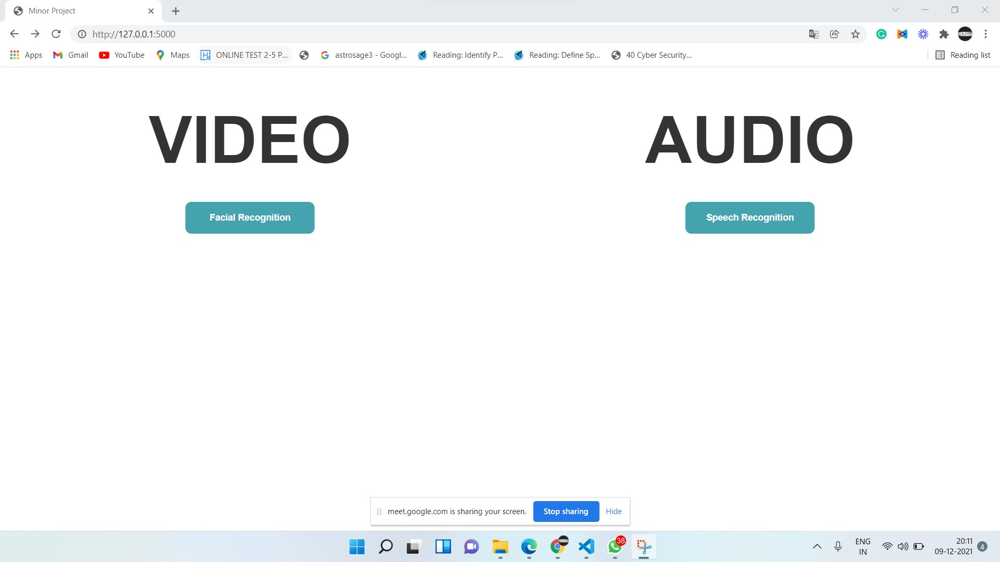 Minor Project
http://127.0.0.1:5000
Apps Gmail YouTube Maps ONLINE TEST 2-5 P... astrosage3 - Googl... Reading: Identify P... Reading: Define Sp... 40 Cyber Security... Reading list
VIDEO AUDIO
Facial Recognition Speech Recognition
meet.google.com is sharing your screen. Stop sharing Hide
38
ENG
IN
20:11
09-12-2021
4